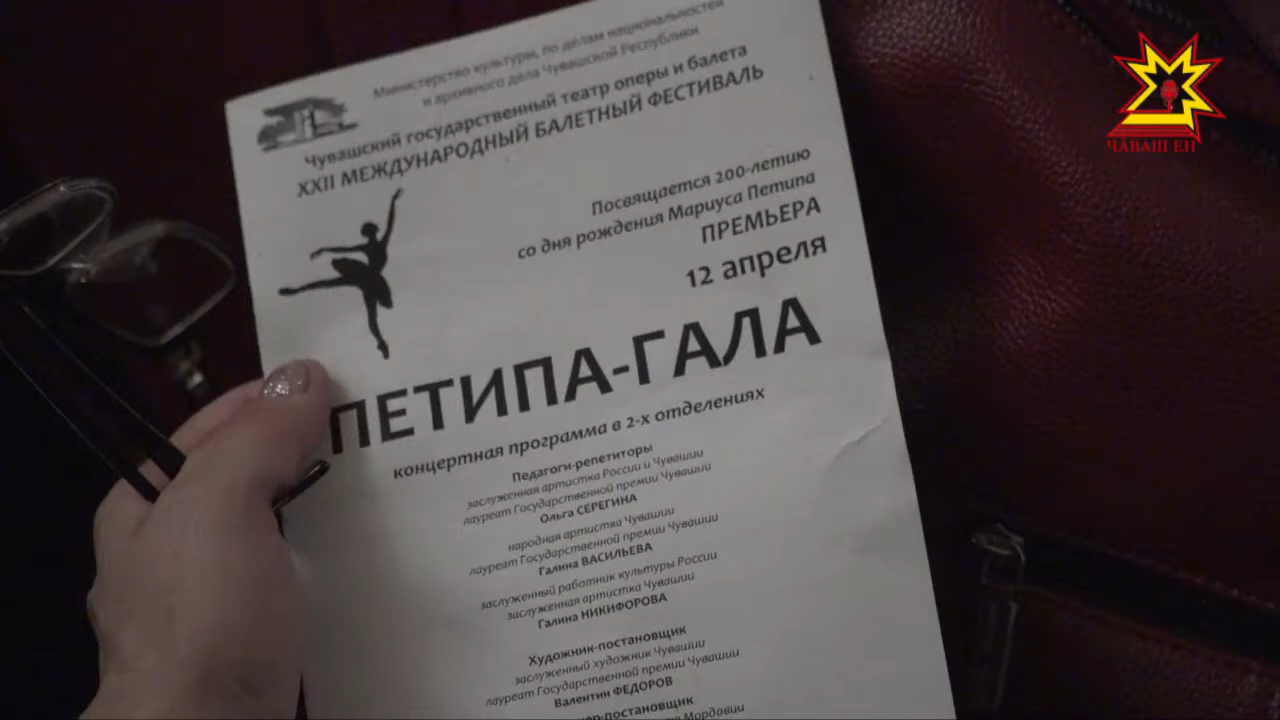 Министерство культуры, по делам национальностей
и архивного дела Чувашской Республики
Чувашский государственный театр оперы и балета
XXII МЕЖДУНАРОДНЫЙ БАЛЕТНЫЙ ФЕСТИВАЛЬ
Посвящается 200-летию
со дня рождения Мариуса Петипа
ПРЕМЬЕРА
12 апреля
ПЕТИПА-ГАЛА
концертная программа в 2-х отделениях
Педагоги-репетиторы
заслуженная артистка России и Чувашии
лауреат Государственной премии Чувашии
Ольга СЕРЕГИНА
народная артистка Чувашии
лауреат Государственной премии Чувашии
Галина ВАСИЛЬЕВА
заслуженный работник культуры России
заслуженная артистка Чувашии
Галина НИКИФОРОВА
Художник-постановщик
заслуженный художник Чувашии
лауреат Государственной премии Чувашии
Валентин ФЕДОРОВ
-постановщик
Мордовии
ЧӐВАШ ЕН